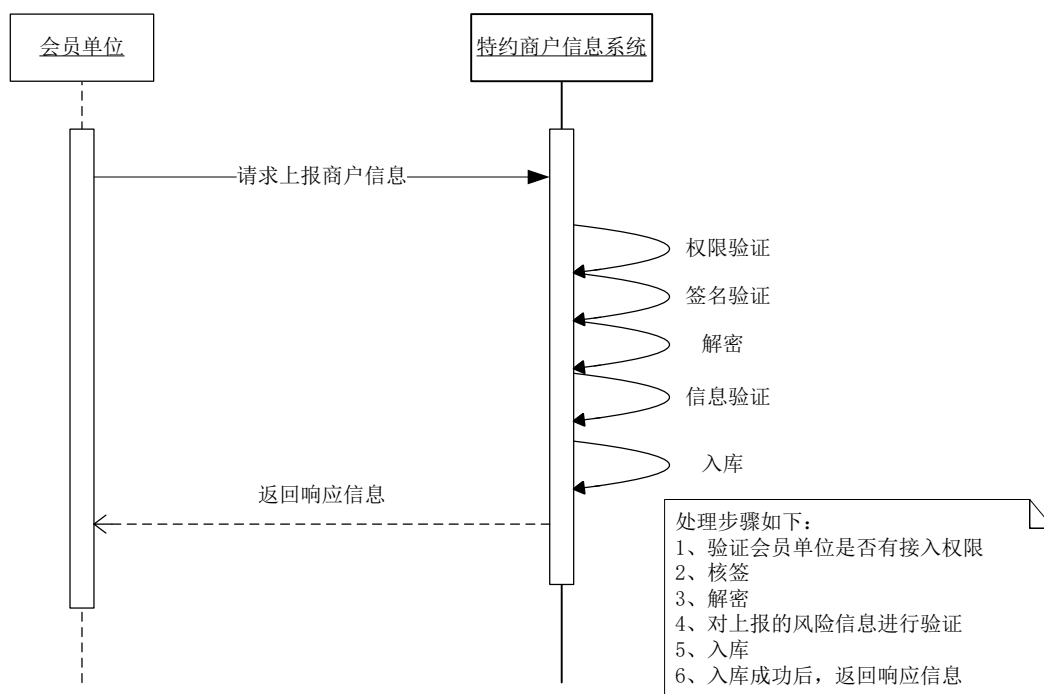 会员单位
特约商户信息系统
请求上报商户信息
权限验证
签名验证
解密
信息验证
入库
返回响应信息
处理步骤如下：
1、验证会员单位是否有接入权限
2、核签
3、解密
4、对上报的风险信息进行验证
5、入库
6、入库成功后，返回响应信息